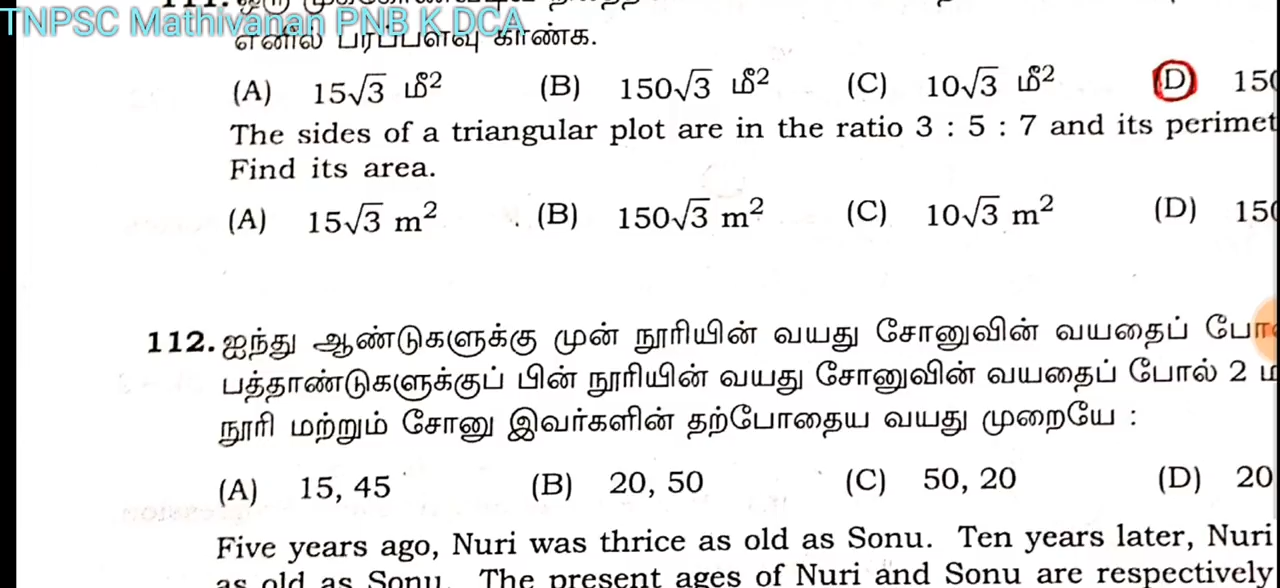 TNPSC Mathivanan PNB K DCA
எனில் பரப்பளவு காண்க.
(A) 15√3 மீ² (B) 150√3 மீ² (C) 10√3 மீ² (D) 150
The sides of a triangular plot are in the ratio 3 : 5 : 7 and its perimet
Find its area.
(A) 15√3 m² (B) 150√3 m² (C) 10√3 m² (D) 150
112. ஐந்து ஆண்டுகளுக்கு முன் நூரியின் வயது சோனுவின் வயதைப் போ
பத்தாண்டுகளுக்குப் பின் நூரியின் வயது சோனுவின் வயதைப் போல் 2 ம
நூரி மற்றும் சோனு இவர்களின் தற்போதைய வயது முறையே :
(A) 15, 45 (B) 20, 50 (C) 50, 20 (D) 20
Five years ago, Nuri was thrice as old as Sonu. Ten years later, Nuri
as old as Sonu. The present ages of Nuri and Sonu are respectively